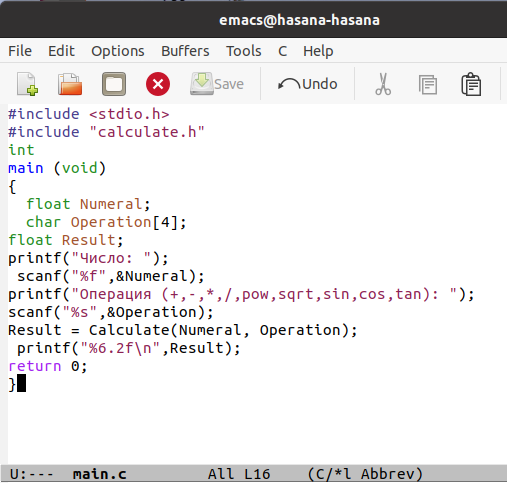 emacs@hasana-hasana
File Edit Options Buffers Tools C Help
Save Undo
#include <stdio.h>
#include "calculate.h"
int
main (void)
{
  float Numeral;
  char Operation[4];
float Result;
printf("Число: ");
 scanf("%f",&Numeral);
printf("Операция (+,-,*,/,pow,sqrt,sin,cos,tan): ");
scanf("%s",&Operation);
Result = Calculate(Numeral, Operation);
 printf("%6.2f\n",Result);
return 0;
}
U:--- main.c All L16 (C/*l Abbrev)